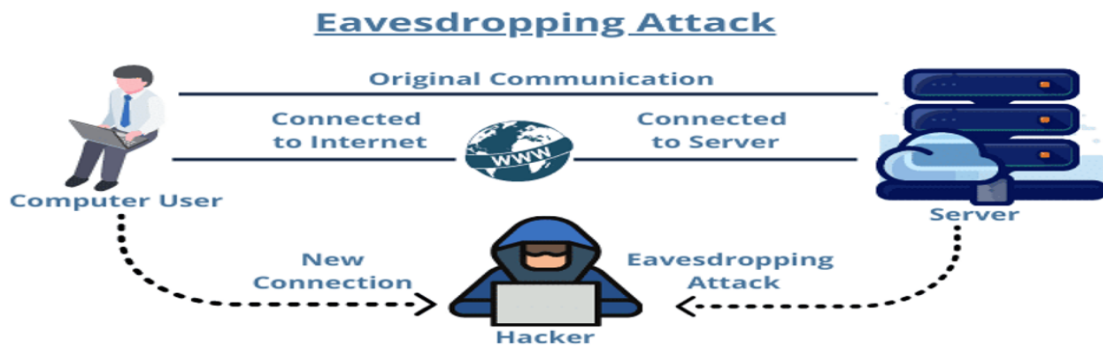 Eavesdropping Attack
Original Communication
Connected
to Internet
WWW
Connected
to Server
Computer User
Server
New
Connection
Eavesdropping
Attack
Hacker